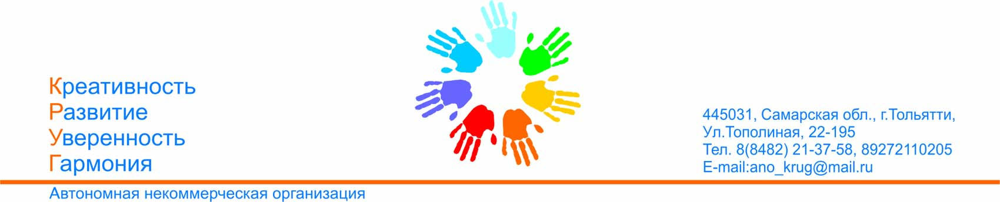 Креативность
Развитие
Уверенность
Гармония
Автономная некоммерческая организация
445031, Самарская обл., г.Тольятти,
Ул.Тополиная, 22-195
Тел. 8(8482) 21-37-58, 89272110205
E-mail:ano_krug@mail.ru